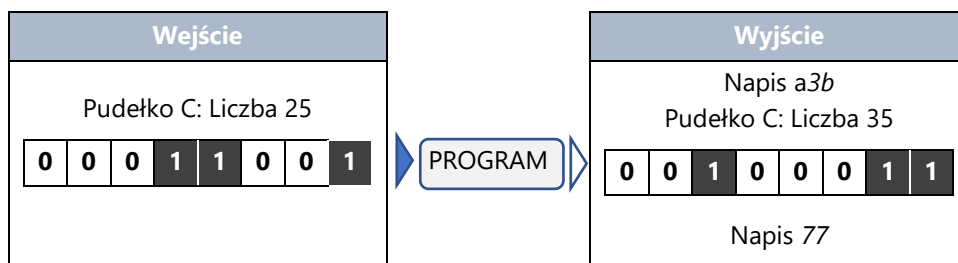 Wejście
Pudełko C: Liczba 25
0 0 0 1 1 0 0 1
PROGRAM
Wyjście
Napis a3b
Pudełko C: Liczba 35
0 0 1 0 0 0 1 1
Napis 77